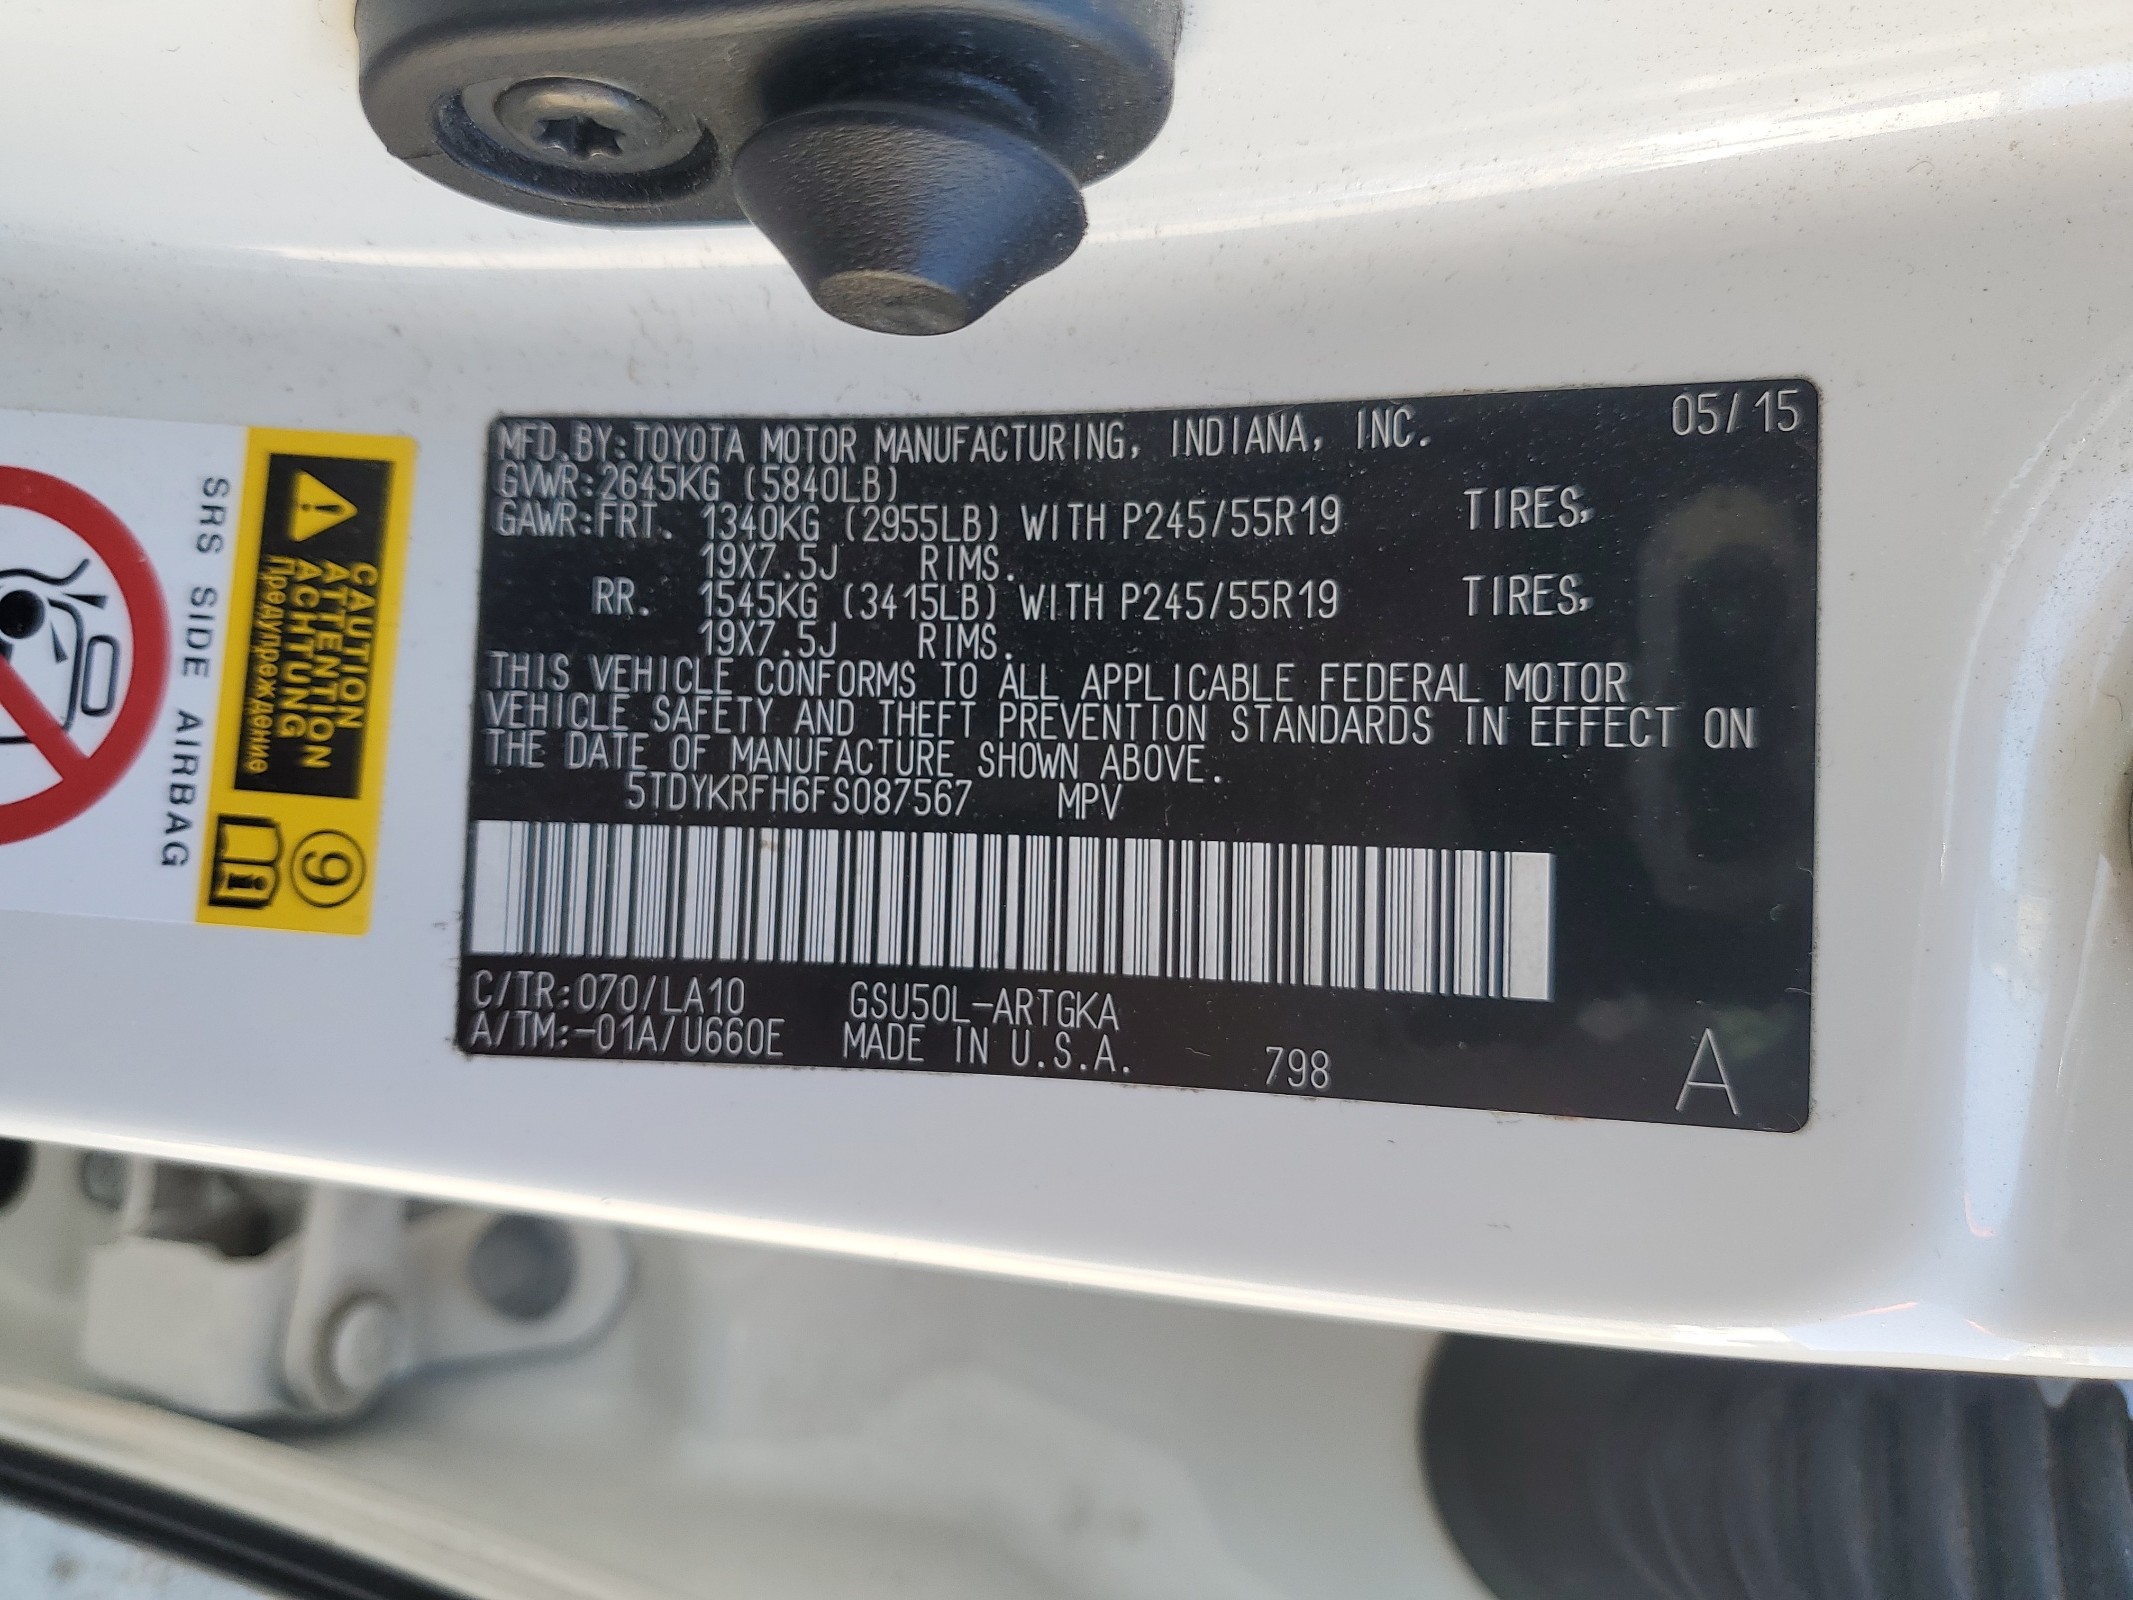 MFD.BY:TOYOTA MOTOR MANUFACTURING, INDIANA, INC. 05/15
GVWR:2645KG (5840LB)
GAWR:FRT. 1340KG (2955LB) WITH P245/55R19 TIRES,
19X7.5J RIMS.
RR. 1545KG (3415LB) WITH P245/55R19 TIRES,
19X7.5J RIMS.
THIS VEHICLE CONFORMS TO ALL APPLICABLE FEDERAL MOTOR
VEHICLE SAFETY AND THEFT PREVENTION STANDARDS IN EFFECT ON
THE DATE OF MANUFACTURE SHOWN ABOVE.
5TDYKRFH6FS087567 MPV
C/TR:070/LA10 GSU50L-ARTGKA
A/TM:-01A/U660E MADE IN U.S.A. 798 A
CAUTION
ATTENTION
ACHTUNG
Предупреждение
9
i
SRS SIDE AIRBAG